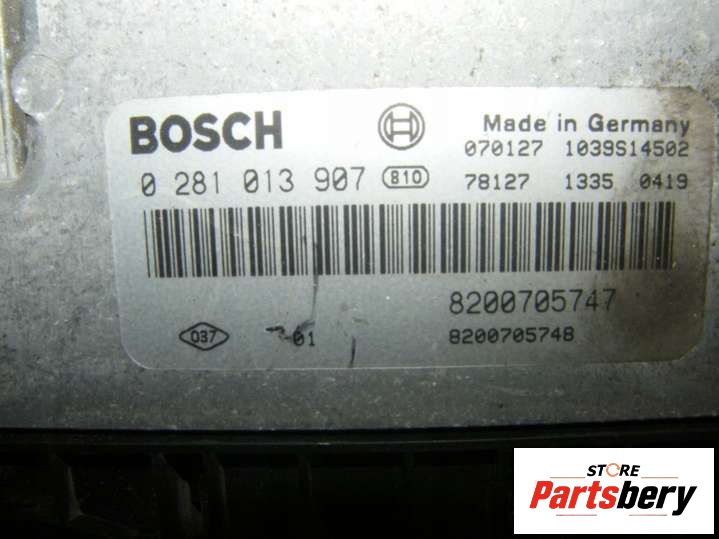 BOSCH
Made in Germany
070127 1039S14502
0 281 013 907 810 78127 1335 0419
8200705747
037 01 8200705748
STORE
Partsbery